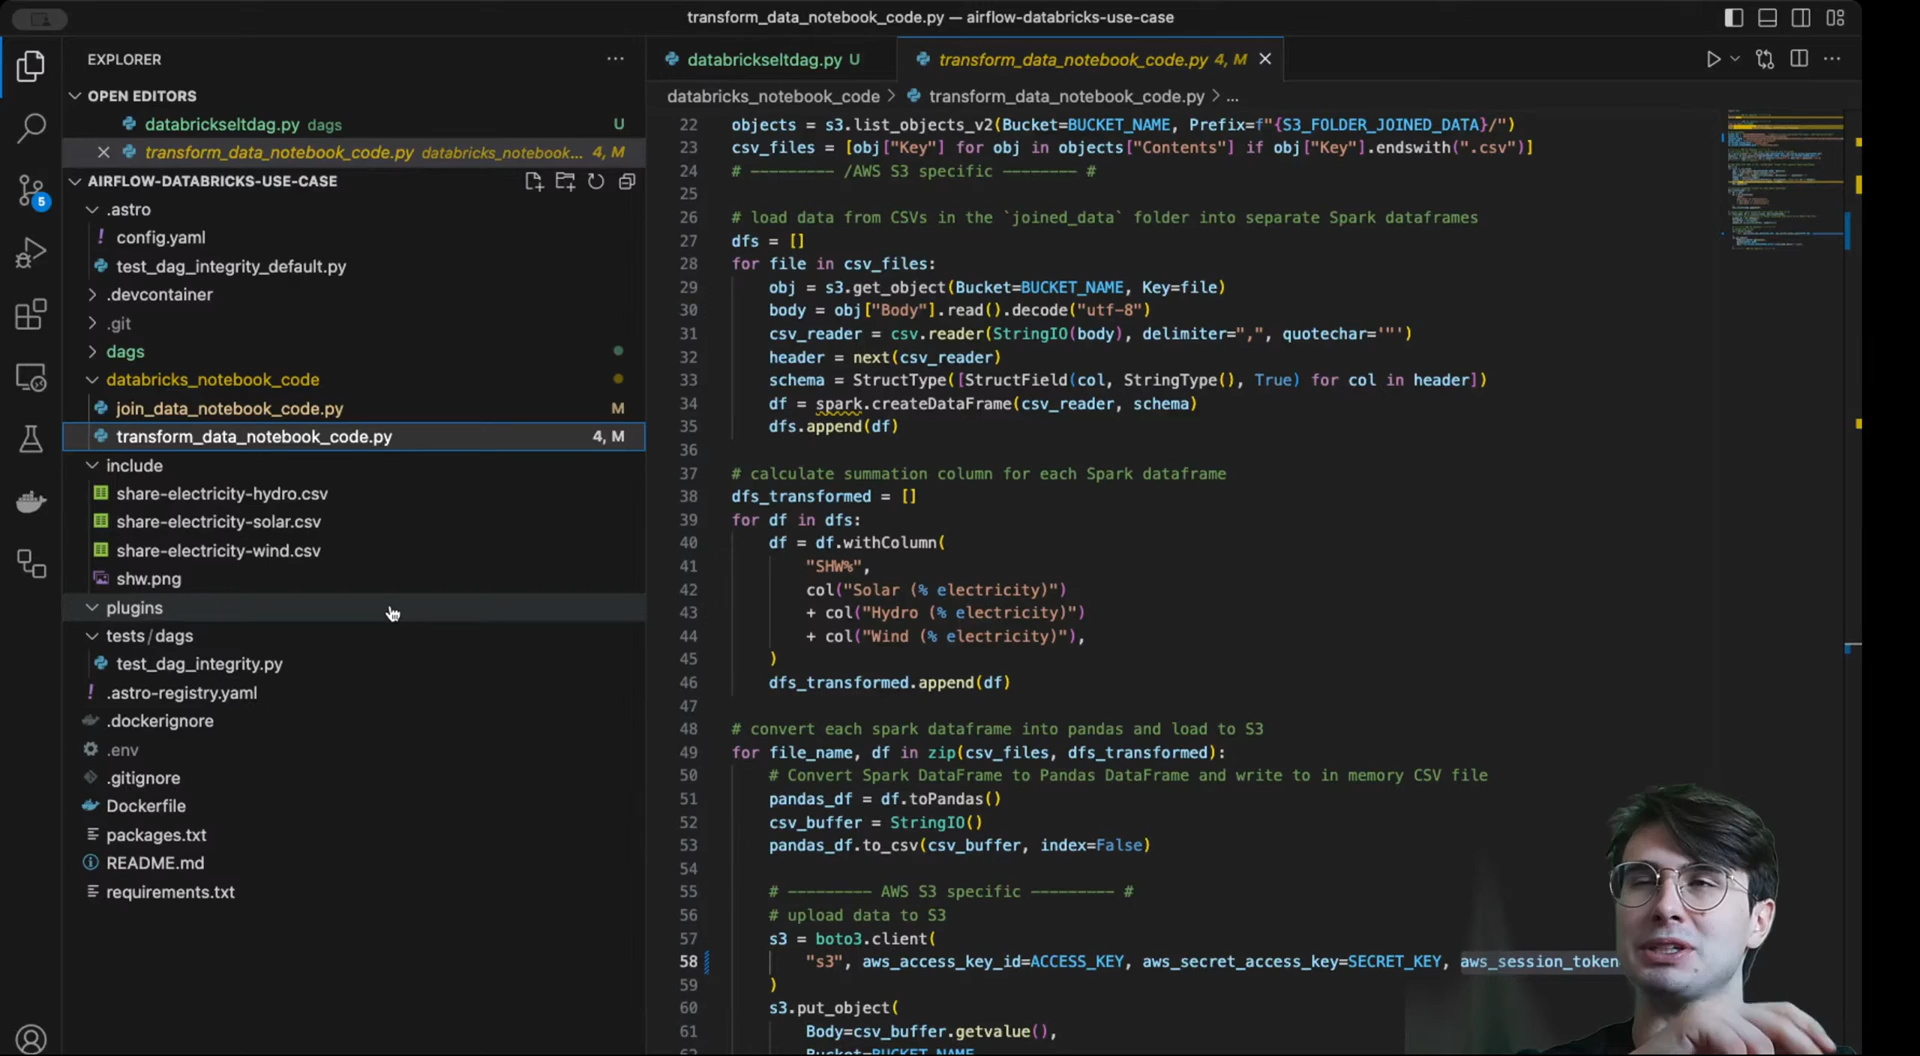 transform_data_notebook_code.py — airflow-databricks-use-case
EXPLORER
OPEN EDITORS
databrickseltdag.py dags U
transform_data_notebook_code.py databricks_notebook... 4, M
AIRFLOW-DATABRICKS-USE-CASE
.astro
config.yaml
test_dag_integrity_default.py
.devcontainer
.git
dags
databricks_notebook_code
join_data_notebook_code.py M
transform_data_notebook_code.py 4, M
include
share-electricity-hydro.csv
share-electricity-solar.csv
share-electricity-wind.csv
shw.png
plugins
tests/dags
test_dag_integrity.py
.astro-registry.yaml
.dockerignore
.env
.gitignore
Dockerfile
packages.txt
README.md
requirements.txt
5
databrickseltdag.py U
transform_data_notebook_code.py 4, M
databricks_notebook_code > transform_data_notebook_code.py > ...
22 objects = s3.list_objects_v2(Bucket=BUCKET_NAME, Prefix=f"{S3_FOLDER_JOINED_DATA}/")
23 csv_files = [obj["Key"] for obj in objects["Contents"] if obj["Key"].endswith(".csv")]
24 # --------- /AWS S3 specific -------- #
25
26 # load data from CSVs in the `joined_data` folder into separate Spark dataframes
27 dfs = []
28 for file in csv_files:
29 obj = s3.get_object(Bucket=BUCKET_NAME, Key=file)
30 body = obj["Body"].read().decode("utf-8")
31 csv_reader = csv.reader(StringIO(body), delimiter=",", quotechar='"')
32 header = next(csv_reader)
33 schema = StructType([StructField(col, StringType(), True) for col in header])
34 df = spark.createDataFrame(csv_reader, schema)
35 dfs.append(df)
36
37 # calculate summation column for each Spark dataframe
38 dfs_transformed = []
39 for df in dfs:
40 df = df.withColumn(
41 "SHW%",
42 col("Solar (% electricity)")
43 + col("Hydro (% electricity)")
44 + col("Wind (% electricity)"),
45 )
46 dfs_transformed.append(df)
47
48 # convert each spark dataframe into pandas and load to S3
49 for file_name, df in zip(csv_files, dfs_transformed):
50 # Convert Spark DataFrame to Pandas DataFrame and write to in memory CSV file
51 pandas_df = df.toPandas()
52 csv_buffer = StringIO()
53 pandas_df.to_csv(csv_buffer, index=False)
54
55 # --------- AWS S3 specific --------- #
56 # upload data to S3
57 s3 = boto3.client(
58 "s3", aws_access_key_id=ACCESS_KEY, aws_secret_access_key=SECRET_KEY, aws_session_token
59 )
60 s3.put_object(
61 Body=csv_buffer.getvalue(),
62 Bucket=BUCKET_NAME